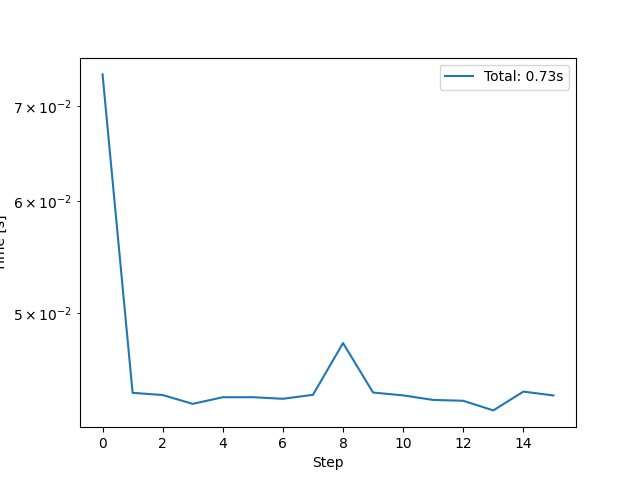 Total: 0.73s
7 × 10⁻²
6 × 10⁻²
5 × 10⁻²
[s]
0 2 4 6 8 10 12 14
Step